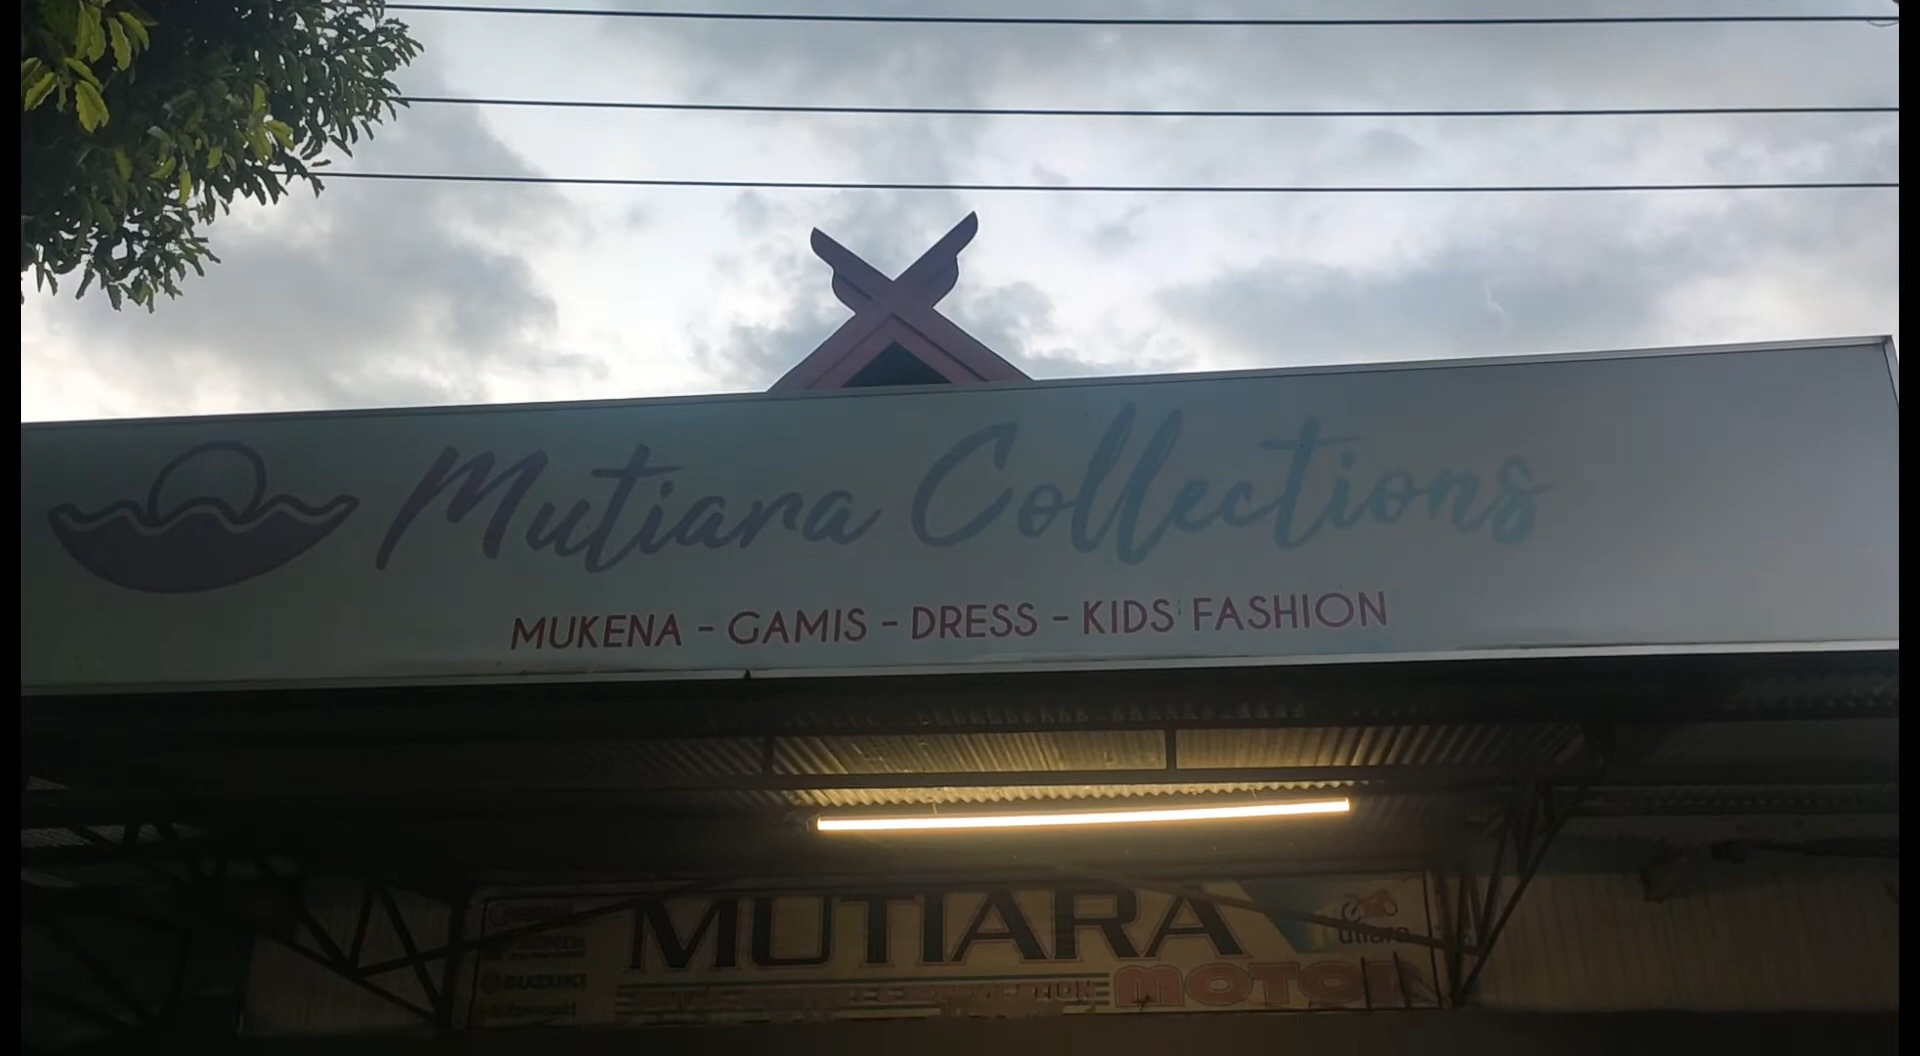 Mutiara Collections
MUKENA - GAMIS - DRESS - KIDS FASHION
MUTIARA
SUZUKI
MOTOR